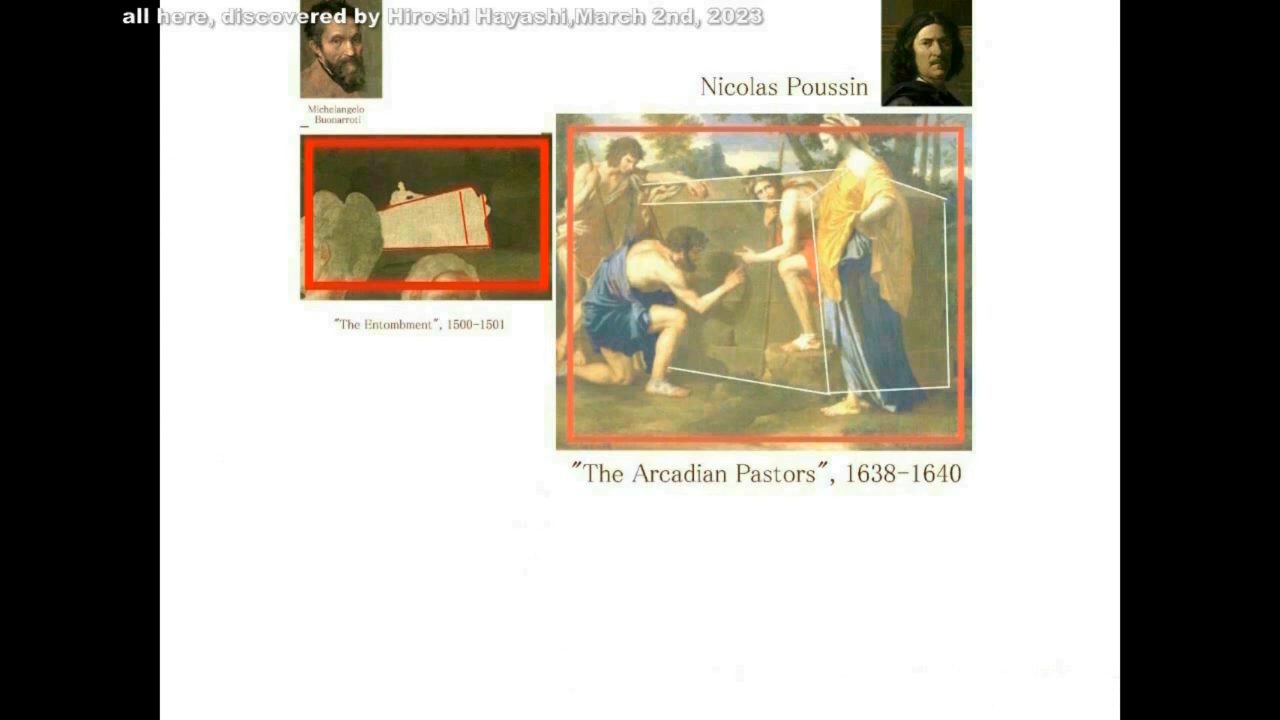 all here, discovered by Hiroshi Hayashi,March 2nd, 2023
Nicolas Poussin
Michelangelo
Buonarroti
"The Entombment", 1500-1501
"The Arcadian Pastors", 1638-1640